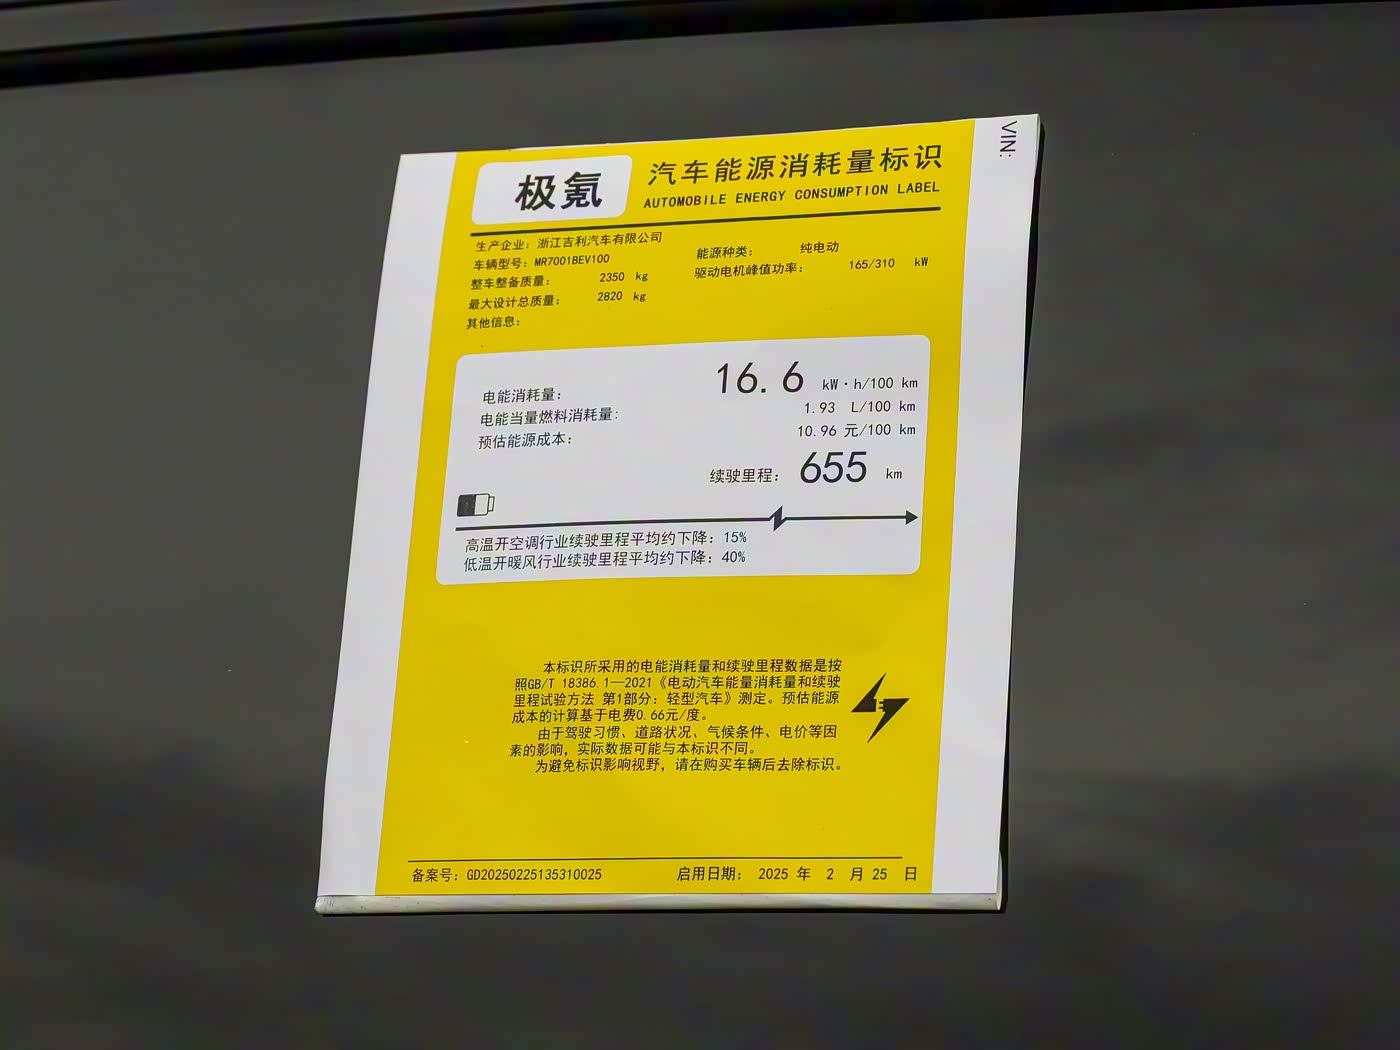 极氪
汽车能源消耗量标识
AUTOMOBILE ENERGY CONSUMPTION LABEL
VIN:
生产企业: 浙江吉利汽车有限公司
车辆型号: MR7001BEV100
整车整备质量: 2350 kg
最大设计总质量: 2820 kg
其他信息:
能源种类: 纯电动
驱动电机峰值功率: 165/310 kW
电能消耗量: 16.6 kW·h/100 km
电能当量燃料消耗量: 1.93 L/100 km
预估能源成本: 10.96 元/100 km
续驶里程: 655 km
高温开空调行业续驶里程平均约下降: 15%
低温开暖风行业续驶里程平均约下降: 40%
本标识所采用的电能消耗量和续驶里程数据是按
照GB/T 18386.1—2021《电动汽车能量消耗量和续驶
里程试验方法 第1部分: 轻型汽车》测定。预估能源
成本的计算基于电费0.66元/度。
由于驾驶习惯、道路状况、气候条件、电价等因
素的影响, 实际数据可能与本标识不同。
为避免标识影响视野, 请在购买车辆后去除标识。
备案号: GD20250225135310025
启用日期: 2025 年 2 月 25 日